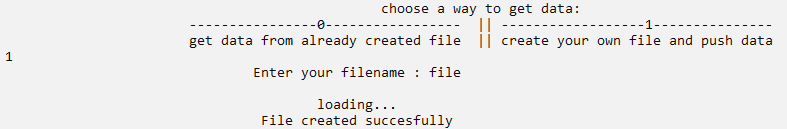 choose a way to get data:
----------------0----------------- || ------------------1---------------
get data from already created file || create your own file and push data
1
Enter your filename : file
loading...
File created succesfully